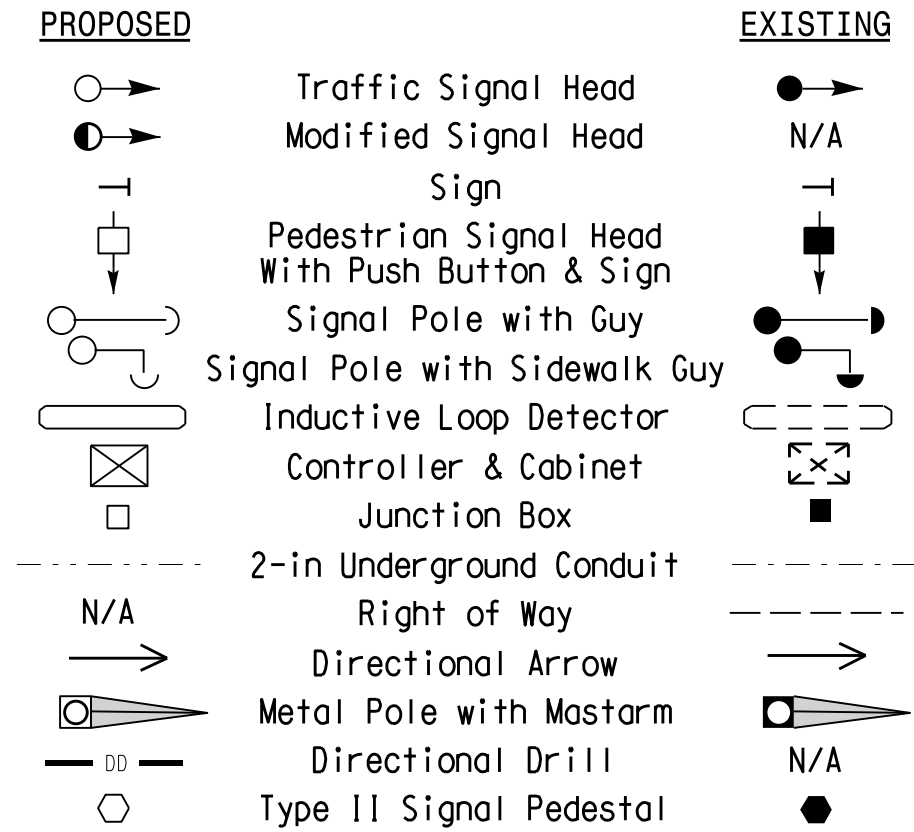 PROPOSED EXISTING
Traffic Signal Head
Modified Signal Head N/A
Sign
Pedestrian Signal Head
With Push Button & Sign
Signal Pole with Guy
Signal Pole with Sidewalk Guy
Inductive Loop Detector
Controller & Cabinet
Junction Box
2-in Underground Conduit
N/A Right of Way
Directional Arrow
Metal Pole with Mastarm
DD Directional Drill N/A
Type II Signal Pedestal